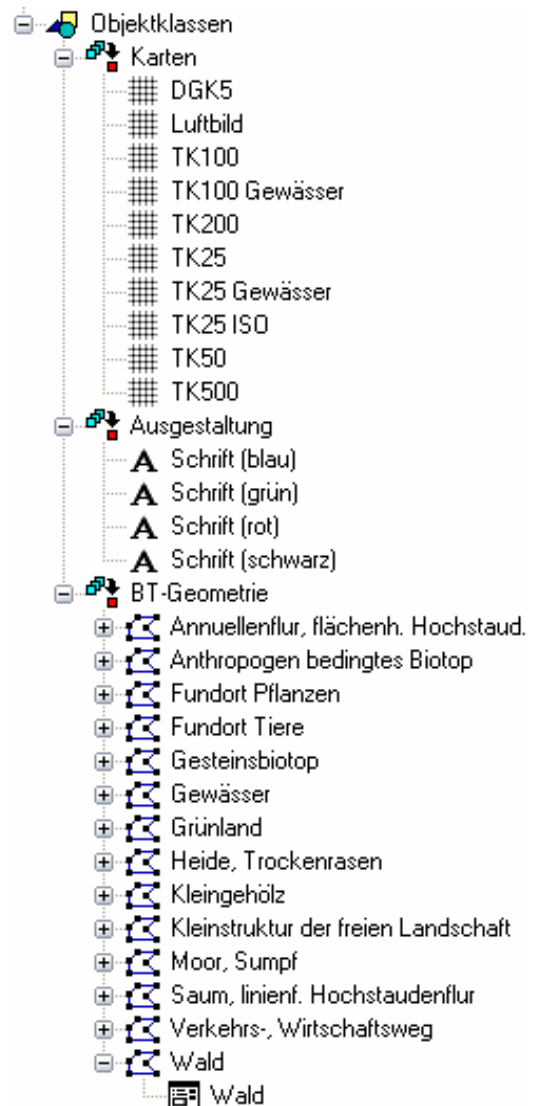 Objektklassen
Karten
DGK5
Luftbild
TK100
TK100 Gewässer
TK200
TK25
TK25 Gewässer
TK25 ISO
TK50
TK500
Ausgestaltung
A Schrift (blau)
A Schrift (grün)
A Schrift (rot)
A Schrift (schwarz)
BT-Geometrie
Annuellenflur, flächenh. Hochstaud.
Anthropogen bedingtes Biotop
Fundort Pflanzen
Fundort Tiere
Gesteinsbiotop
Gewässer
Grünland
Heide, Trockenrasen
Kleingehölz
Kleinstruktur der freien Landschaft
Moor, Sumpf
Saum, linienf. Hochstaudenflur
Verkehrs-, Wirtschaftsweg
Wald
Wald